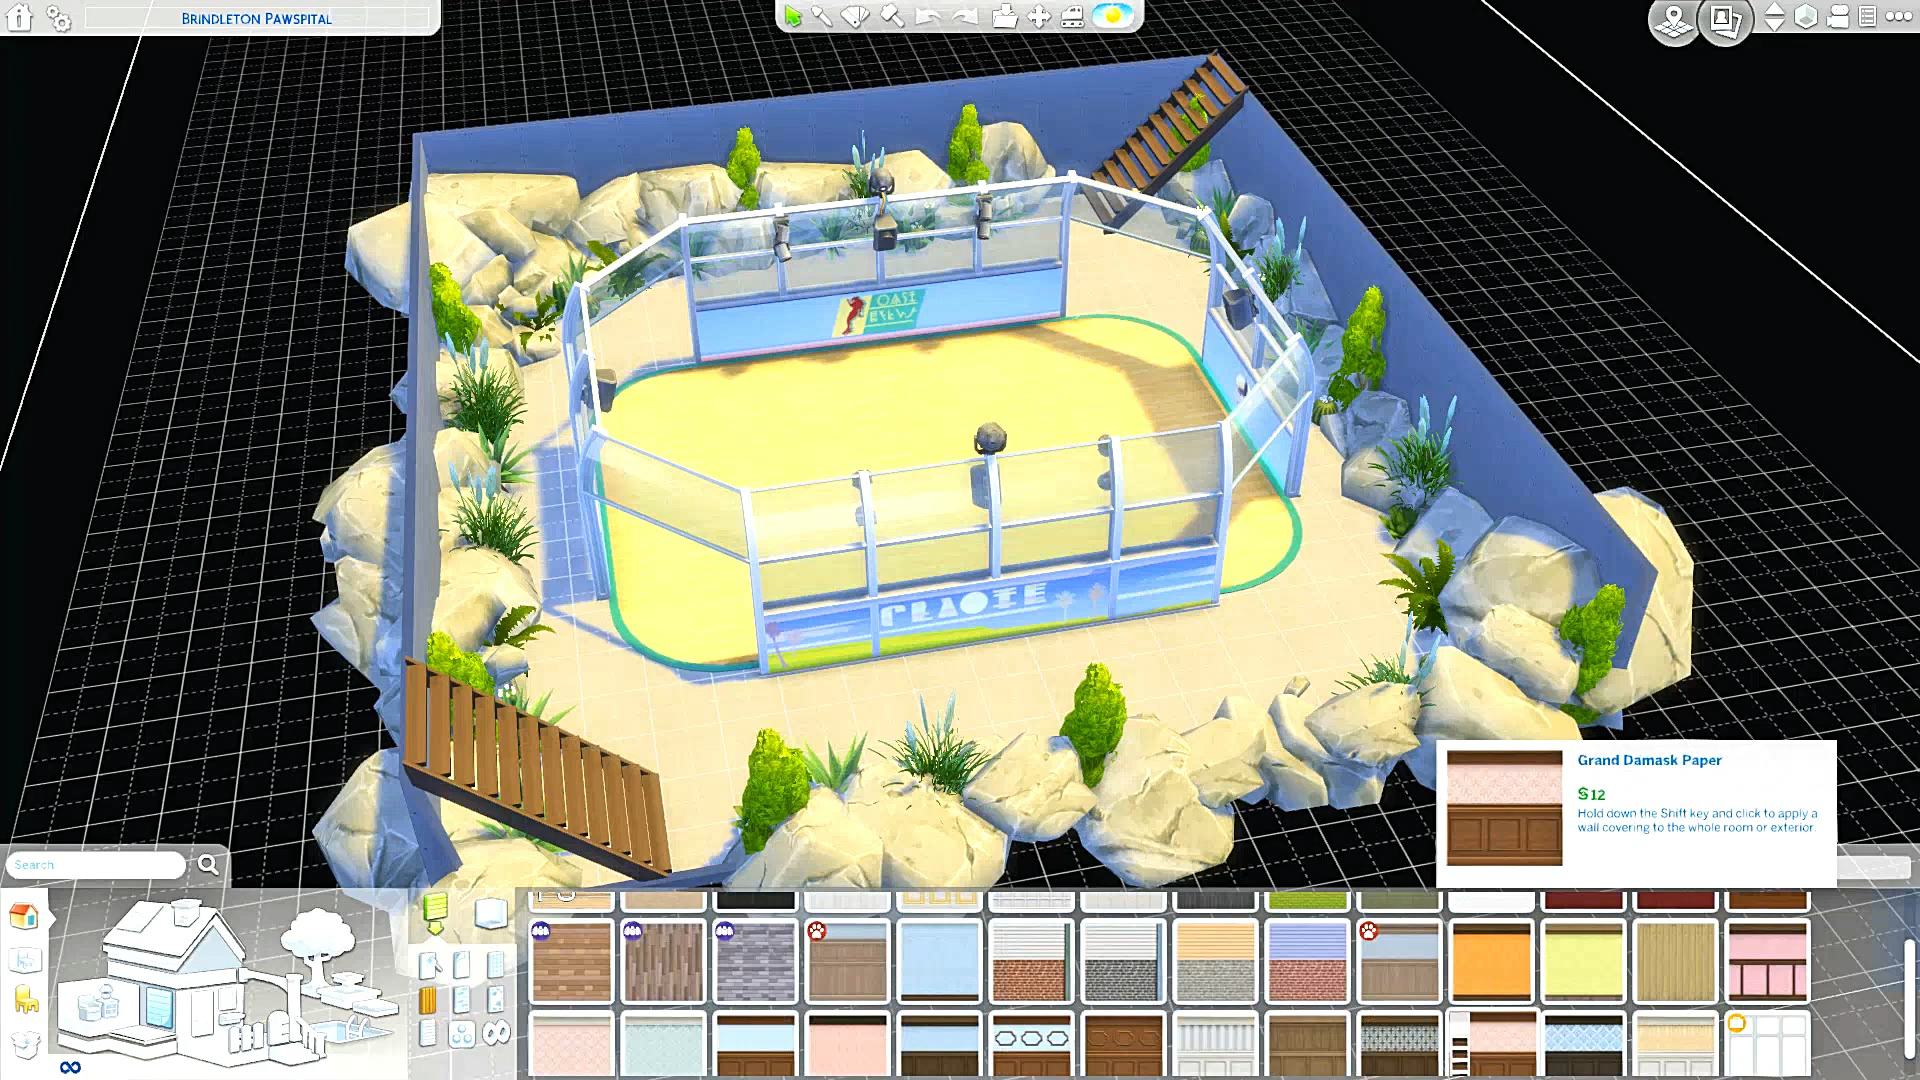 Brindleton Pawspital
Grand Damask Paper
§12
Hold down the Shift key and click to apply a
wall covering to the whole room or exterior.
Search